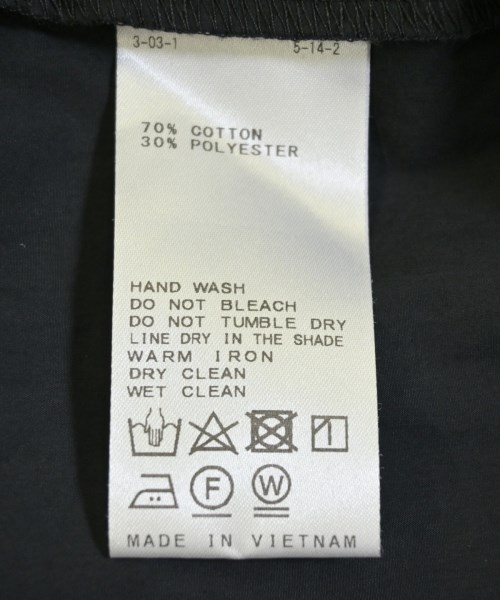 3-03-1 5-14-2
70% COTTON
30% POLYESTER
HAND WASH
DO NOT BLEACH
DO NOT TUMBLE DRY
LINE DRY IN THE SHADE
WARM IRON
DRY CLEAN
WET CLEAN
F W
MADE IN VIETNAM